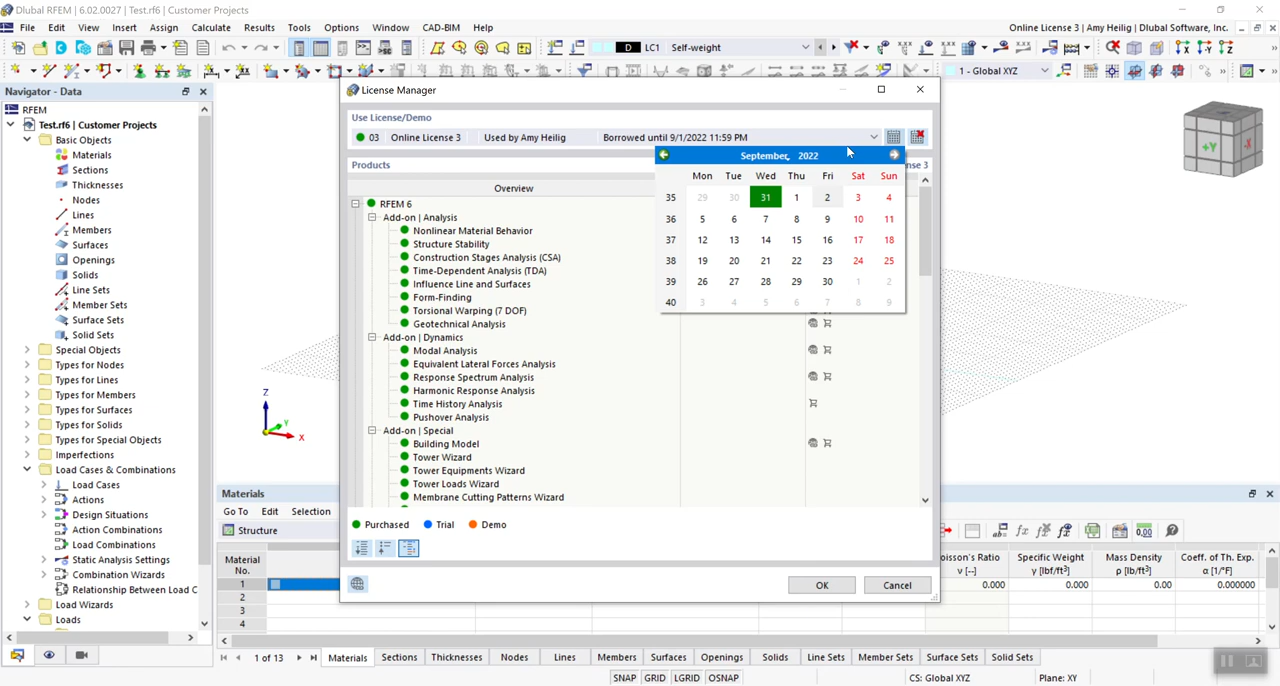 Dlubal RFEM | 6.02.0027 | Test.rf6 | Customer Projects
File Edit View Insert Assign Calculate Results Tools Options Window CAD-BIM Help
Online License 3 | Amy Heilig | Dlubal Software, Inc.
D LC1 Self-weight
1 - Global XYZ
Navigator - Data
RFEM
Test.rf6 | Customer Projects
Basic Objects
Materials
Sections
Thicknesses
Nodes
Lines
Members
Surfaces
Openings
Solids
Line Sets
Member Sets
Surface Sets
Solid Sets
Special Objects
Types for Nodes
Types for Lines
Types for Members
Types for Surfaces
Types for Solids
Types for Special Objects
Imperfections
Load Cases & Combinations
Load Cases
Actions
Design Situations
Action Combinations
Load Combinations
Static Analysis Settings
Combination Wizards
Relationship Between Load C
Load Wizards
Loads
License Manager
Use License/Demo
03 Online License 3 Used by Amy Heilig Borrowed until 9/1/2022 11:59 PM
Products
nse 3
Overview
RFEM 6
Add-on | Analysis
Nonlinear Material Behavior
Structure Stability
Construction Stages Analysis (CSA)
Time-Dependent Analysis (TDA)
Influence Line and Surfaces
Form-Finding
Torsional Warping (7 DOF)
Geotechnical Analysis
Add-on | Dynamics
Modal Analysis
Equivalent Lateral Forces Analysis
Response Spectrum Analysis
Harmonic Response Analysis
Time History Analysis
Pushover Analysis
Add-on | Special
Building Model
Tower Wizard
Tower Equipments Wizard
Tower Loads Wizard
Membrane Cutting Patterns Wizard
September, 2022
Mon Tue Wed Thu Fri Sat Sun
35 29 30 31 1 2 3 4
36 5 6 7 8 9 10 11
37 12 13 14 15 16 17 18
38 19 20 21 22 23 24 25
39 26 27 28 29 30 1 2
40 3 4 5 6 7 8 9
Purchased Trial Demo
OK Cancel
Z
Y
X
+Y -X
Materials
Go To Edit Selection
Structure
Material
No.
1
2
3
4
oisson's Ratio
ν [--]
0.000
Specific Weight
γ [lbf/ft³]
0.000
Mass Density
ρ [lb/ft³]
0.00
Coeff. of Th. Exp.
α [1/°F]
0.000000
1 of 13 Materials Sections Thicknesses Nodes Lines Members Surfaces Openings Solids Line Sets Member Sets Surface Sets Solid Sets
SNAP GRID LGRID OSNAP CS: Global XYZ Plane: XY